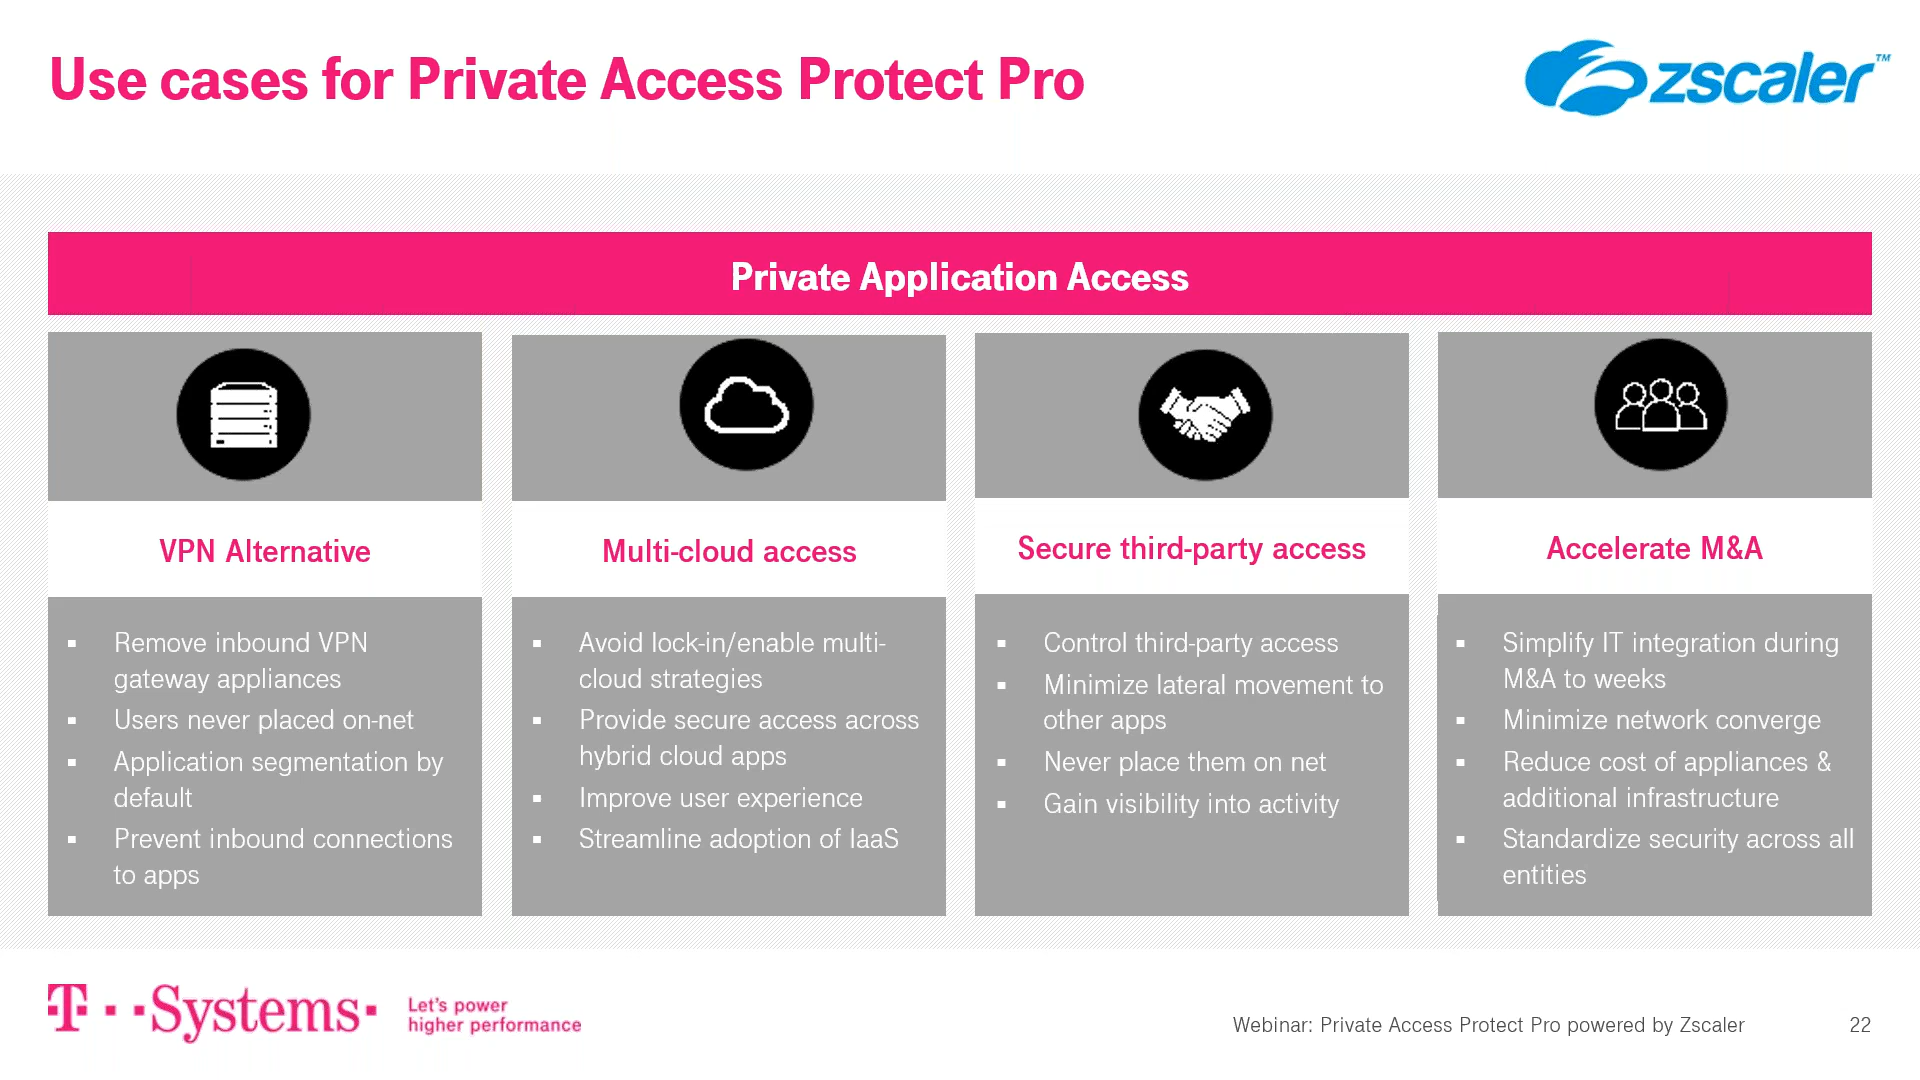 Use cases for Private Access Protect Pro
zscaler™
Private Application Access
VPN Alternative
▪ Remove inbound VPN
gateway appliances
▪ Users never placed on-net
▪ Application segmentation by
default
▪ Prevent inbound connections
to apps
Multi-cloud access
▪ Avoid lock-in/enable multi-
cloud strategies
▪ Provide secure access across
hybrid cloud apps
▪ Improve user experience
▪ Streamline adoption of IaaS
Secure third-party access
▪ Control third-party access
▪ Minimize lateral movement to
other apps
▪ Never place them on net
▪ Gain visibility into activity
Accelerate M&A
▪ Simplify IT integration during
M&A to weeks
▪ Minimize network converge
▪ Reduce cost of appliances &
additional infrastructure
▪ Standardize security across all
entities
T··Systems·
Let's power
higher performance
Webinar: Private Access Protect Pro powered by Zscaler
22